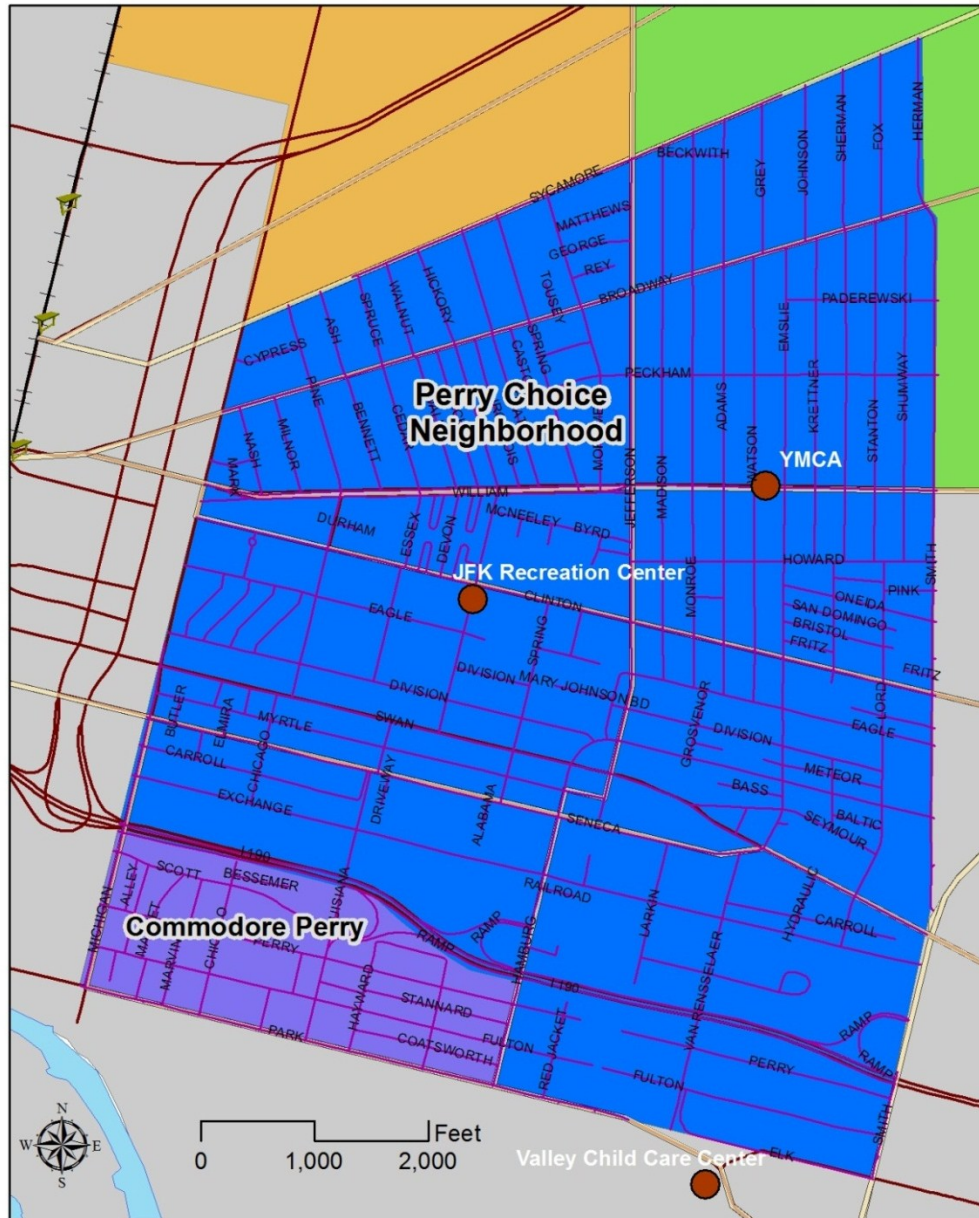 SYCAMORE
BECKWITH
GREY
JOHNSON
SHERMAN
FOX
HERMAN
MATTHEWS
GEORGE
REY
BROADWAY
TOUSEY
HICKORY
WALNUT
SPRUCE
ASH
CYPRESS
PINE
BENNETT
CEDAR
SPRING
PECKHAM
ADAMS
EMSLIE
PADEREWSKI
KRETTNER
STANTON
SHUMWAY
Perry Choice
Neighborhood
NASH
MILNOR
MARK
WILLIAM
JEFFERSON
MADISON
WATSON
YMCA
DURHAM
ESSEX
DEVON
MCNEELEY
BYRD
MONROE
HOWARD
SMITH
PINK
ONEIDA
SAN DOMINGO
BRISTOL
FRITZ
FRITZ
JFK Recreation Center
CLINTON
EAGLE
SPRING
DIVISION
DIVISION
MARY JOHNSON BD
GROSVENOR
DIVISION
LORD
EAGLE
METEOR
BASS
BALTIC
SEYMOUR
BUTLER
ELMIRA
MYRTLE
SWAN
CARROLL
CHICAGO
EXCHANGE
DRIVEWAY
ALABANA
SENECA
RAILROAD
LARKIN
HYDRAULIC
CARROLL
I190
SCOTT
BESSEMER
ALLEY
MICHIGAN
Commodore Perry
PERRY
RAMP
RAMP
HAMBURG
I190
VAN RENSSELAER
HAYWARD
STANNARD
FULTON
COATSWORTH
PARK
RED JACKET
FULTON
PERRY
RAMP
RAMP
SMITH
ELK
N
W
E
S
Feet
0
1,000
2,000
Valley Child Care Center